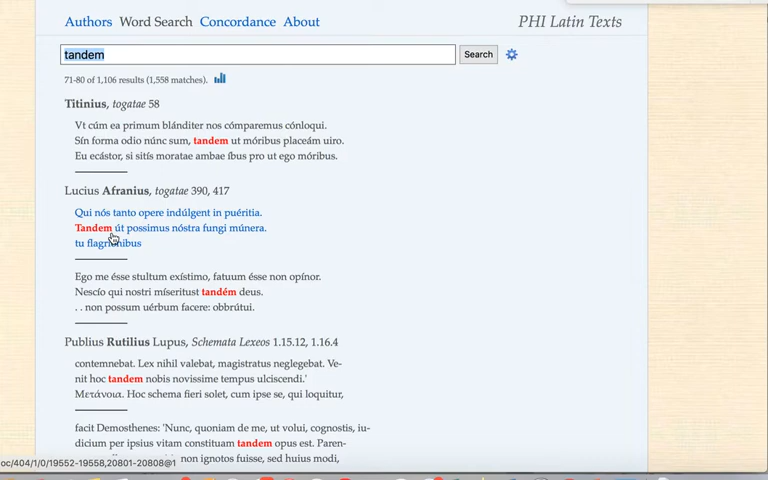 Authors Word Search Concordance About PHI Latin Texts
tandem Search
71-80 of 1,106 results (1,558 matches).
Titinius, togatae 58
Vt cúm ea primum blánditer nos cómparemus cónloqui.
Sín forma odio núnc sum, tandem ut móribus placeám uiro.
Eu ecástor, si sitís moratae ambae íbus pro ut ego móribus.
Lucius Afranius, togatae 390, 417
Qui nós tanto opere indúlgent in puéritia.
Tandem út possimus nóstra fungi múnera.
tu flagrionibus
Ego me ésse stultum exístimo, fatuum ésse non opínor.
Nescío qui nostri míseritust tandém deus.
. . non possum uérbum facere: obbrútui.
Publius Rutilius Lupus, Schemata Lexeos 1.15.12, 1.16.4
contemnebat. Lex nihil valebat, magistratus neglegebat. Ve-
nit hoc tandem nobis novissime tempus ulciscendi.'
Μετάνοια. Hoc schema fieri solet, cum ipse se, qui loquitur,
facit Demosthenes: 'Nunc, quoniam de me, ut volui, cognostis, iu-
dicium per ipsius vitam constituam tandem opus est. Paren-
non ignotos fuisse, sed huius modi,
oc/404/1/0/19552-19558,20801-20808@1